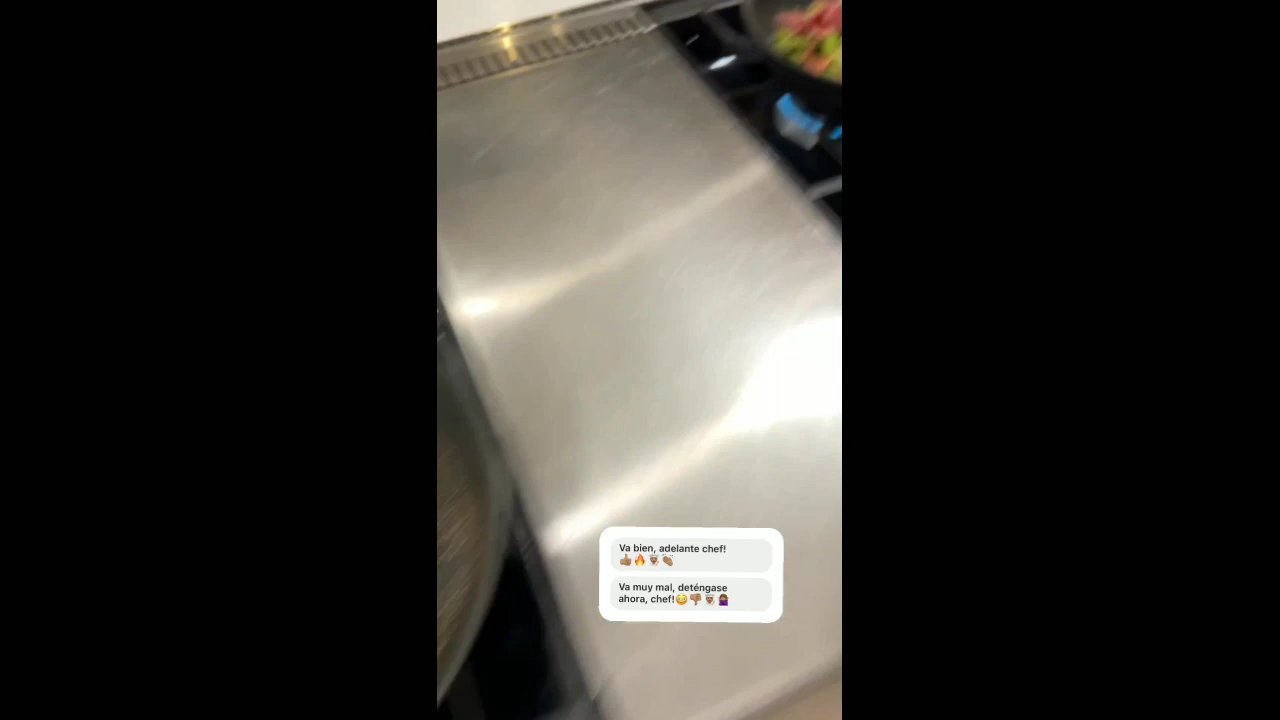 Va bien, adelante chef!
👍🏽🔥👨🏽‍🍳👏🏽
Va muy mal, deténgase
ahora, chef!😅👎🏽👨🏽‍🍳🤦🏾‍♀️